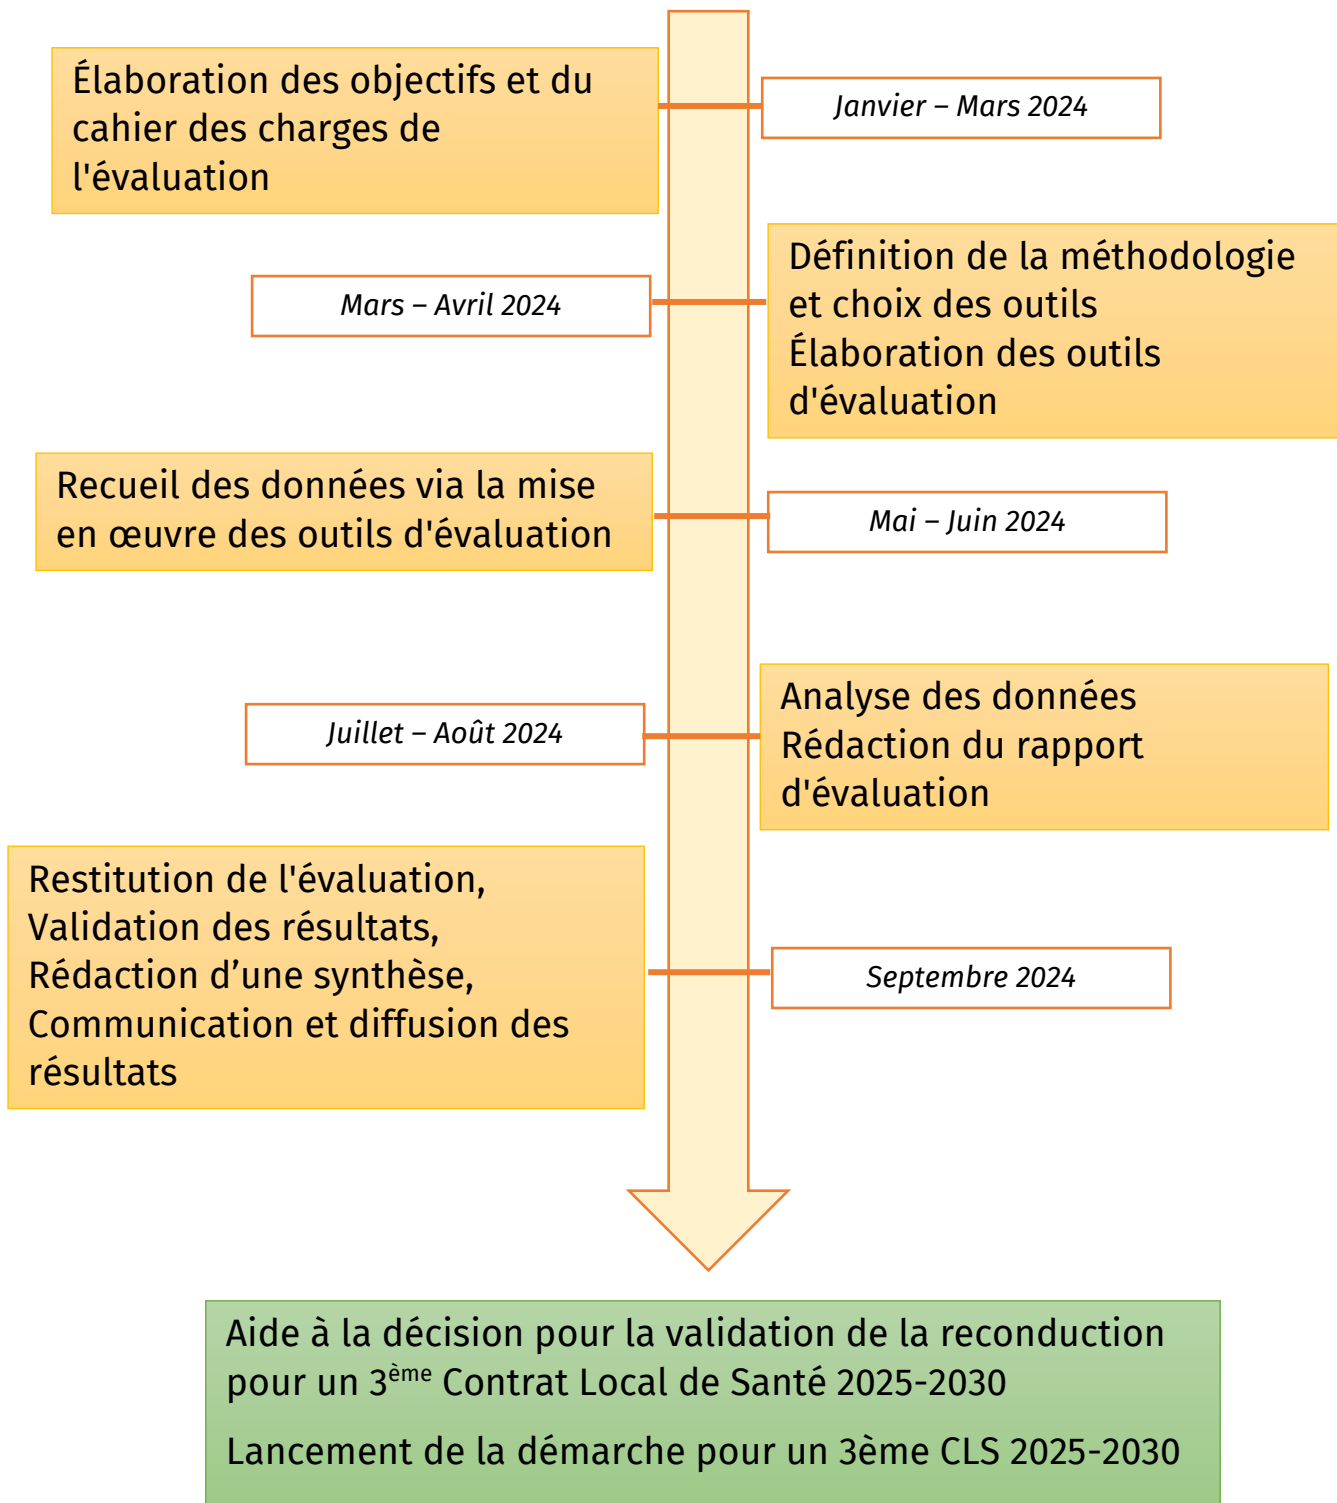 Élaboration des objectifs et du
cahier des charges de
l'évaluation
Janvier – Mars 2024
Mars – Avril 2024
Définition de la méthodologie
et choix des outils
Élaboration des outils
d'évaluation
Recueil des données via la mise
en œuvre des outils d'évaluation
Mai – Juin 2024
Juillet – Août 2024
Analyse des données
Rédaction du rapport
d'évaluation
Restitution de l'évaluation,
Validation des résultats,
Rédaction d’une synthèse,
Communication et diffusion des
résultats
Septembre 2024
Aide à la décision pour la validation de la reconduction
pour un 3ème Contrat Local de Santé 2025-2030
Lancement de la démarche pour un 3ème CLS 2025-2030